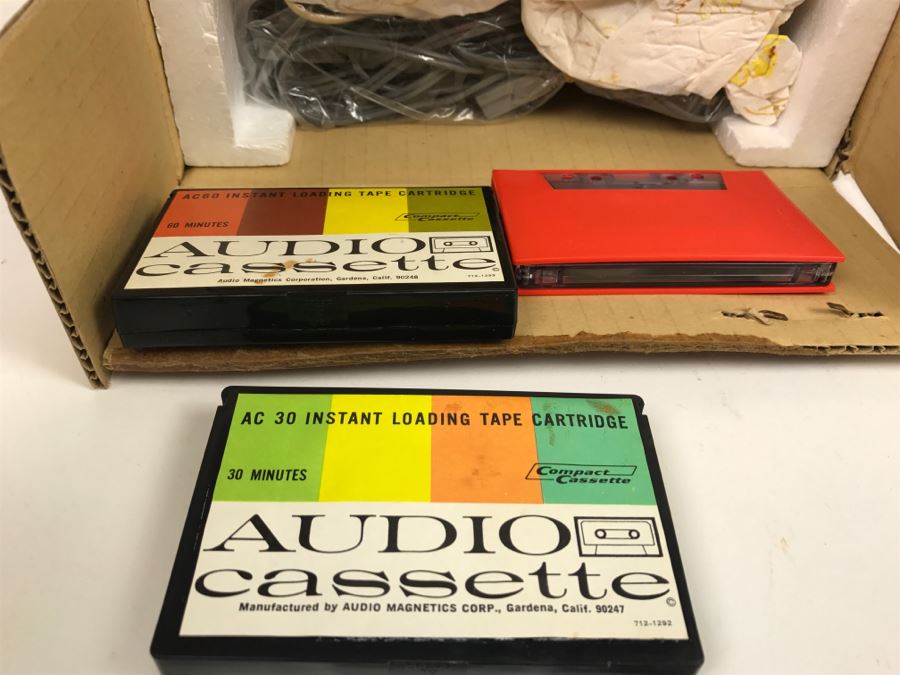 AC60 INSTANT LOADING TAPE CARTRIDGE
60 MINUTES
Compact
Cassette
AUDIO
cassette ©
Audio Magnetics Corporation, Gardena, Calif. 90248
712-1293
AC 30 INSTANT LOADING TAPE CARTRIDGE
30 MINUTES
Compact
Cassette
AUDIO
cassette ©
Manufactured by AUDIO MAGNETICS CORP., Gardena, Calif. 90247
712-1292